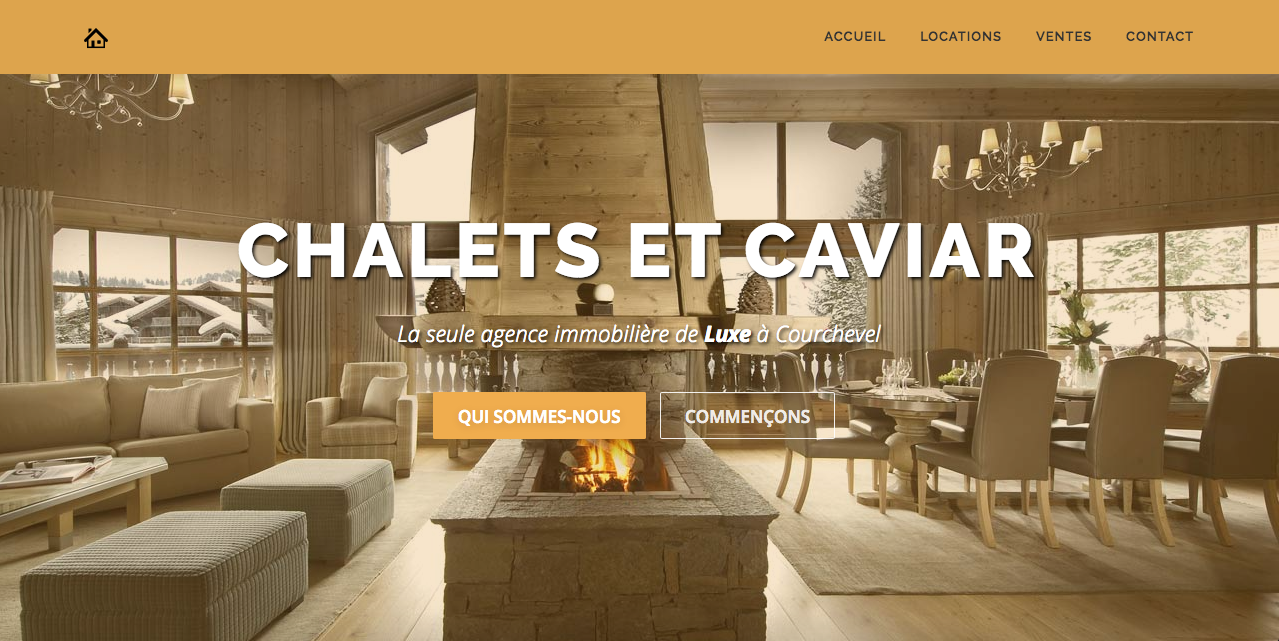 ACCUEIL LOCATIONS VENTES CONTACT
CHALETS ET CAVIAR
La seule agence immobilière de Luxe à Courchevel
QUI SOMMES-NOUS COMMENÇONS